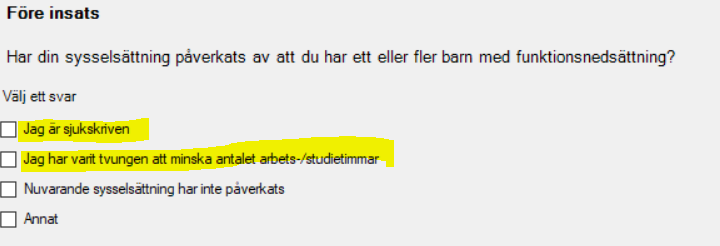 Före insats
Har din sysselsättning påverkats av att du har ett eller fler barn med funktionsnedsättning?
Välj ett svar
Jag är sjukskriven
Jag har varit tvungen att minska antalet arbets-/studietimmar
Nuvarande sysselsättning har inte påverkats
Annat